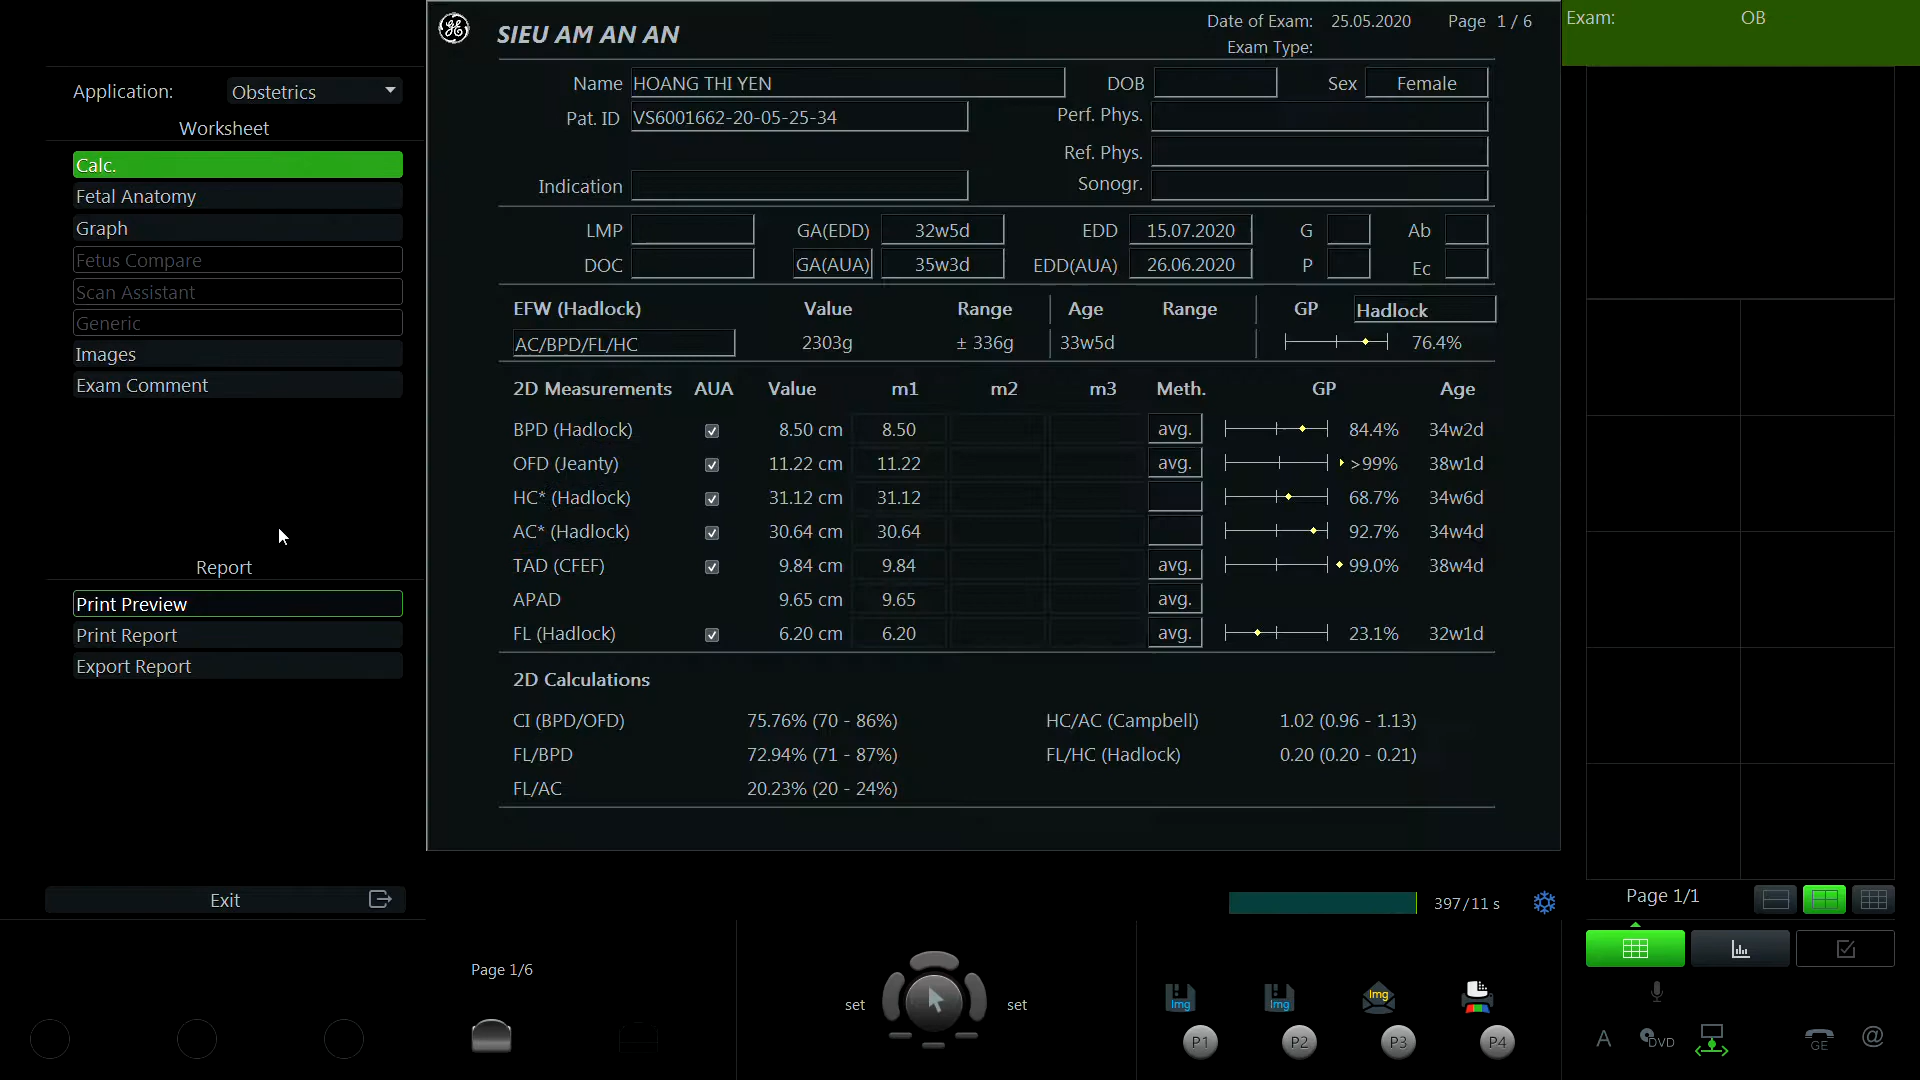 Application: Obstetrics
Worksheet
Calc.
Fetal Anatomy
Graph
Fetus Compare
Scan Assistant
Generic
Images
Exam Comment
Report
Print Preview
Print Report
Export Report
Exit
SIEU AM AN AN
Date of Exam: 25.05.2020 Page 1 / 6
Exam Type:
Name HOANG THI YEN DOB Sex Female
Pat. ID VS6001662-20-05-25-34 Perf. Phys.
Ref. Phys.
Indication Sonogr.
LMP GA(EDD) 32w5d EDD 15.07.2020 G Ab
DOC GA(AUA) 35w3d EDD(AUA) 26.06.2020 P Ec
EFW (Hadlock) Value Range Age Range GP Hadlock
AC/BPD/FL/HC 2303g ± 336g 33w5d 76.4%
2D Measurements AUA Value m1 m2 m3 Meth. GP Age
BPD (Hadlock) 8.50 cm 8.50 avg. 84.4% 34w2d
OFD (Jeanty) 11.22 cm 11.22 avg. >99% 38w1d
HC* (Hadlock) 31.12 cm 31.12 68.7% 34w6d
AC* (Hadlock) 30.64 cm 30.64 92.7% 34w4d
TAD (CFEF) 9.84 cm 9.84 avg. 99.0% 38w4d
APAD 9.65 cm 9.65 avg.
FL (Hadlock) 6.20 cm 6.20 avg. 23.1% 32w1d
2D Calculations
CI (BPD/OFD) 75.76% (70 - 86%) HC/AC (Campbell) 1.02 (0.96 - 1.13)
FL/BPD 72.94% (71 - 87%) FL/HC (Hadlock) 0.20 (0.20 - 0.21)
FL/AC 20.23% (20 - 24%)
397/11 s
Page 1/6
set set
Img Img Img
P1 P2 P3 P4
Exam: OB
Page 1/1
A DVD GE @